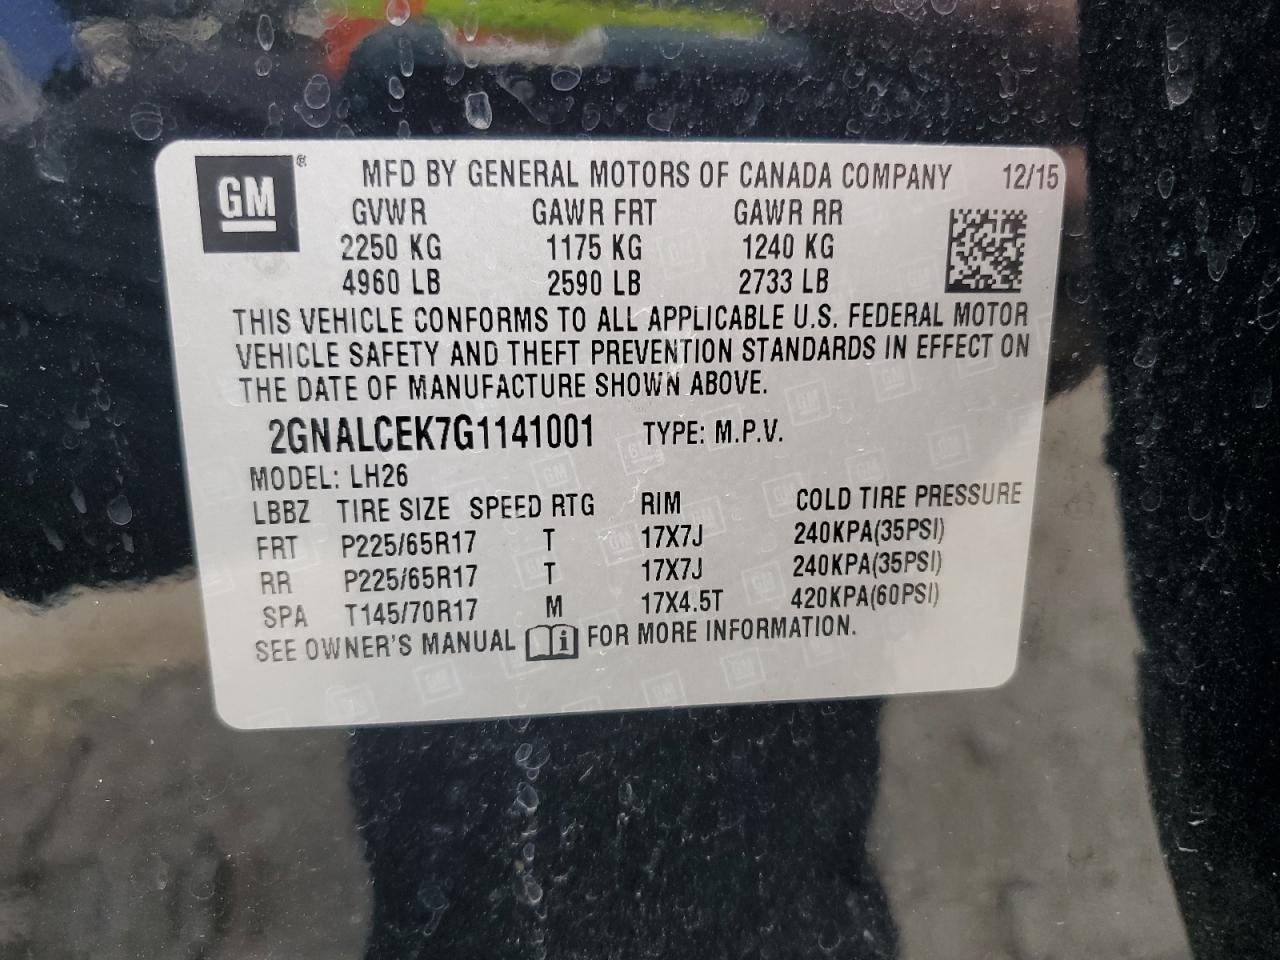 GM ® MFD BY GENERAL MOTORS OF CANADA COMPANY 12/15
GVWR GAWR FRT GAWR RR
2250 KG 1175 KG 1240 KG
4960 LB 2590 LB 2733 LB
THIS VEHICLE CONFORMS TO ALL APPLICABLE U.S. FEDERAL MOTOR
VEHICLE SAFETY AND THEFT PREVENTION STANDARDS IN EFFECT ON
THE DATE OF MANUFACTURE SHOWN ABOVE.
2GNALCEK7G1141001 TYPE: M.P.V.
MODEL: LH26
LBBZ TIRE SIZE SPEED RTG RIM COLD TIRE PRESSURE
FRT P225/65R17 T 17X7J 240KPA(35PSI)
RR P225/65R17 T 17X7J 240KPA(35PSI)
SPA T145/70R17 M 17X4.5T 420KPA(60PSI)
SEE OWNER'S MANUAL i FOR MORE INFORMATION.